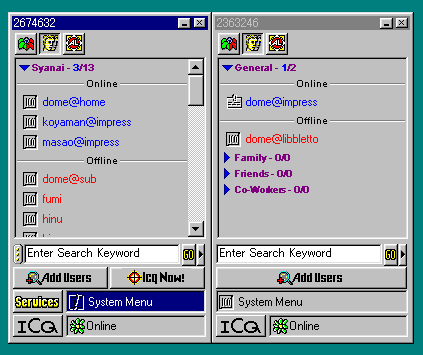 2674632
Syanai - 3/13
Online
dome@home
koyaman@impress
masao@impress
Offline
dome@sub
fumi
hinu
Enter Search Keyword
GO
Add Users
Icq Now!
Services
System Menu
ICQ
Online
2363246
General - 1/2
Online
dome@impress
Offline
dome@libbletto
Family - 0/0
Friends - 0/0
Co-Workers - 0/0
Enter Search Keyword
GO
Add Users
System Menu
ICQ
Online